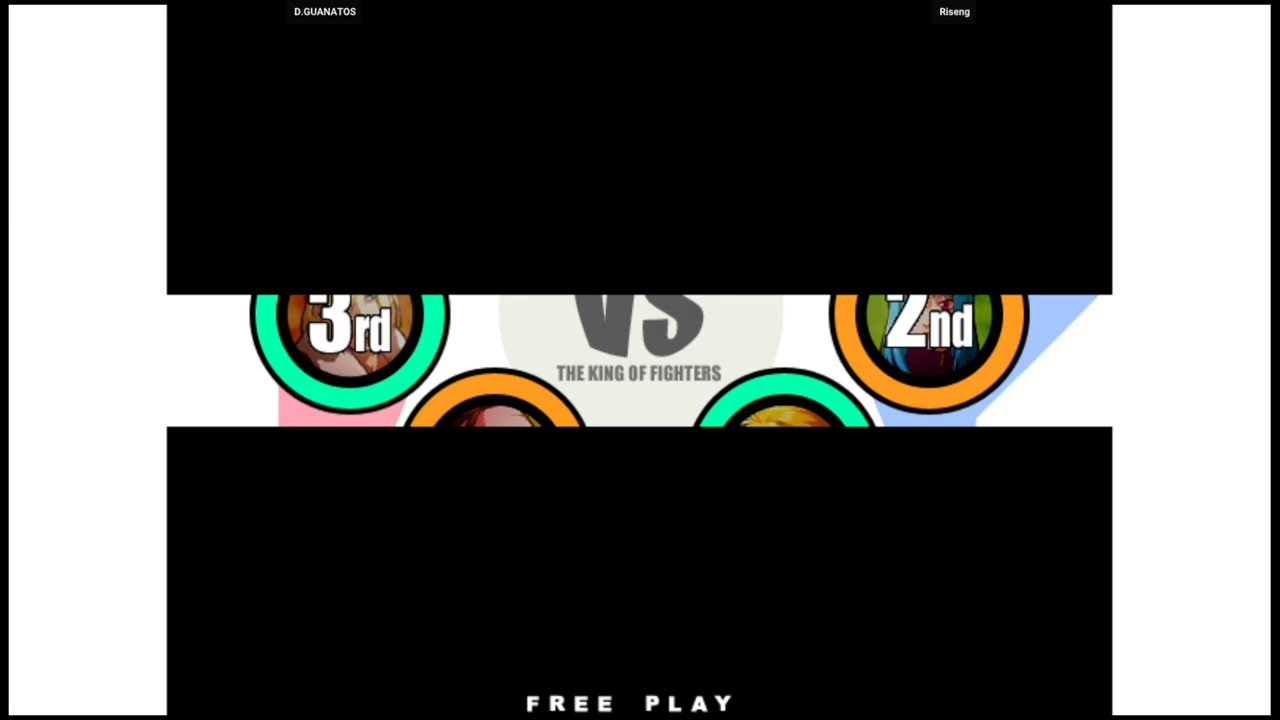 D.GUANATOS
Riseng
3rd
VS
2nd
THE KING OF FIGHTERS
FREE PLAY